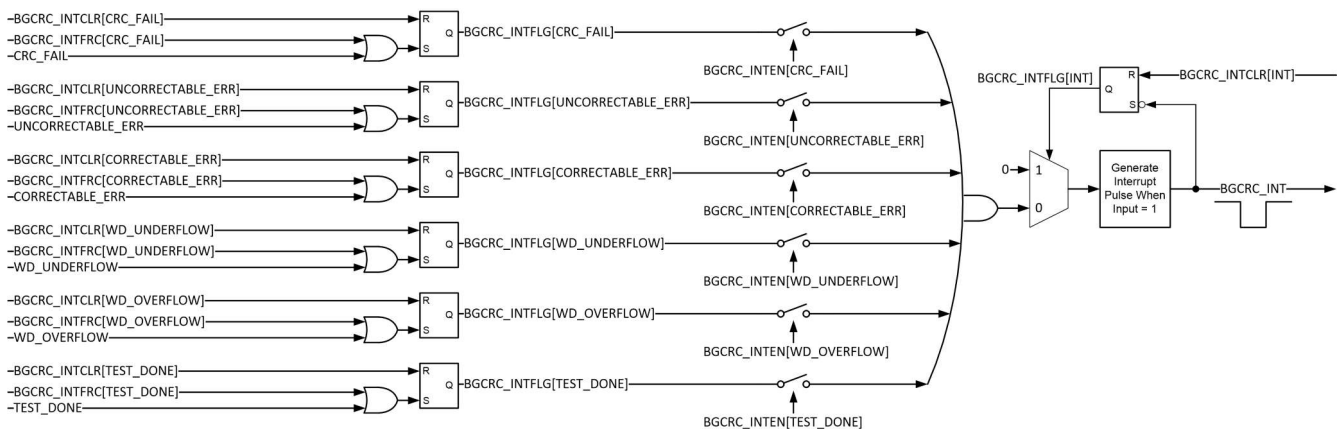 BGCRC_INTCLR[CRC_FAIL]
BGCRC_INTFRC[CRC_FAIL]
CRC_FAIL
R
S
Q
BGCRC_INTFLG[CRC_FAIL]
BGCRC_INTEN[CRC_FAIL]
BGCRC_INTCLR[UNCORRECTABLE_ERR]
BGCRC_INTFRC[UNCORRECTABLE_ERR]
UNCORRECTABLE_ERR
R
S
Q
BGCRC_INTFLG[UNCORRECTABLE_ERR]
BGCRC_INTEN[UNCORRECTABLE_ERR]
BGCRC_INTCLR[CORRECTABLE_ERR]
BGCRC_INTFRC[CORRECTABLE_ERR]
CORRECTABLE_ERR
R
S
Q
BGCRC_INTFLG[CORRECTABLE_ERR]
BGCRC_INTEN[CORRECTABLE_ERR]
BGCRC_INTCLR[WD_UNDERFLOW]
BGCRC_INTFRC[WD_UNDERFLOW]
WD_UNDERFLOW
R
S
Q
BGCRC_INTFLG[WD_UNDERFLOW]
BGCRC_INTEN[WD_UNDERFLOW]
BGCRC_INTCLR[WD_OVERFLOW]
BGCRC_INTFRC[WD_OVERFLOW]
WD_OVERFLOW
R
S
Q
BGCRC_INTFLG[WD_OVERFLOW]
BGCRC_INTEN[WD_OVERFLOW]
BGCRC_INTCLR[TEST_DONE]
BGCRC_INTFRC[TEST_DONE]
TEST_DONE
R
S
Q
BGCRC_INTFLG[TEST_DONE]
BGCRC_INTEN[TEST_DONE]
BGCRC_INTFLG[INT]
Q
R
S
BGCRC_INTCLR[INT]
0
1
0
Generate
Interrupt
Pulse When
Input = 1
BGCRC_INT